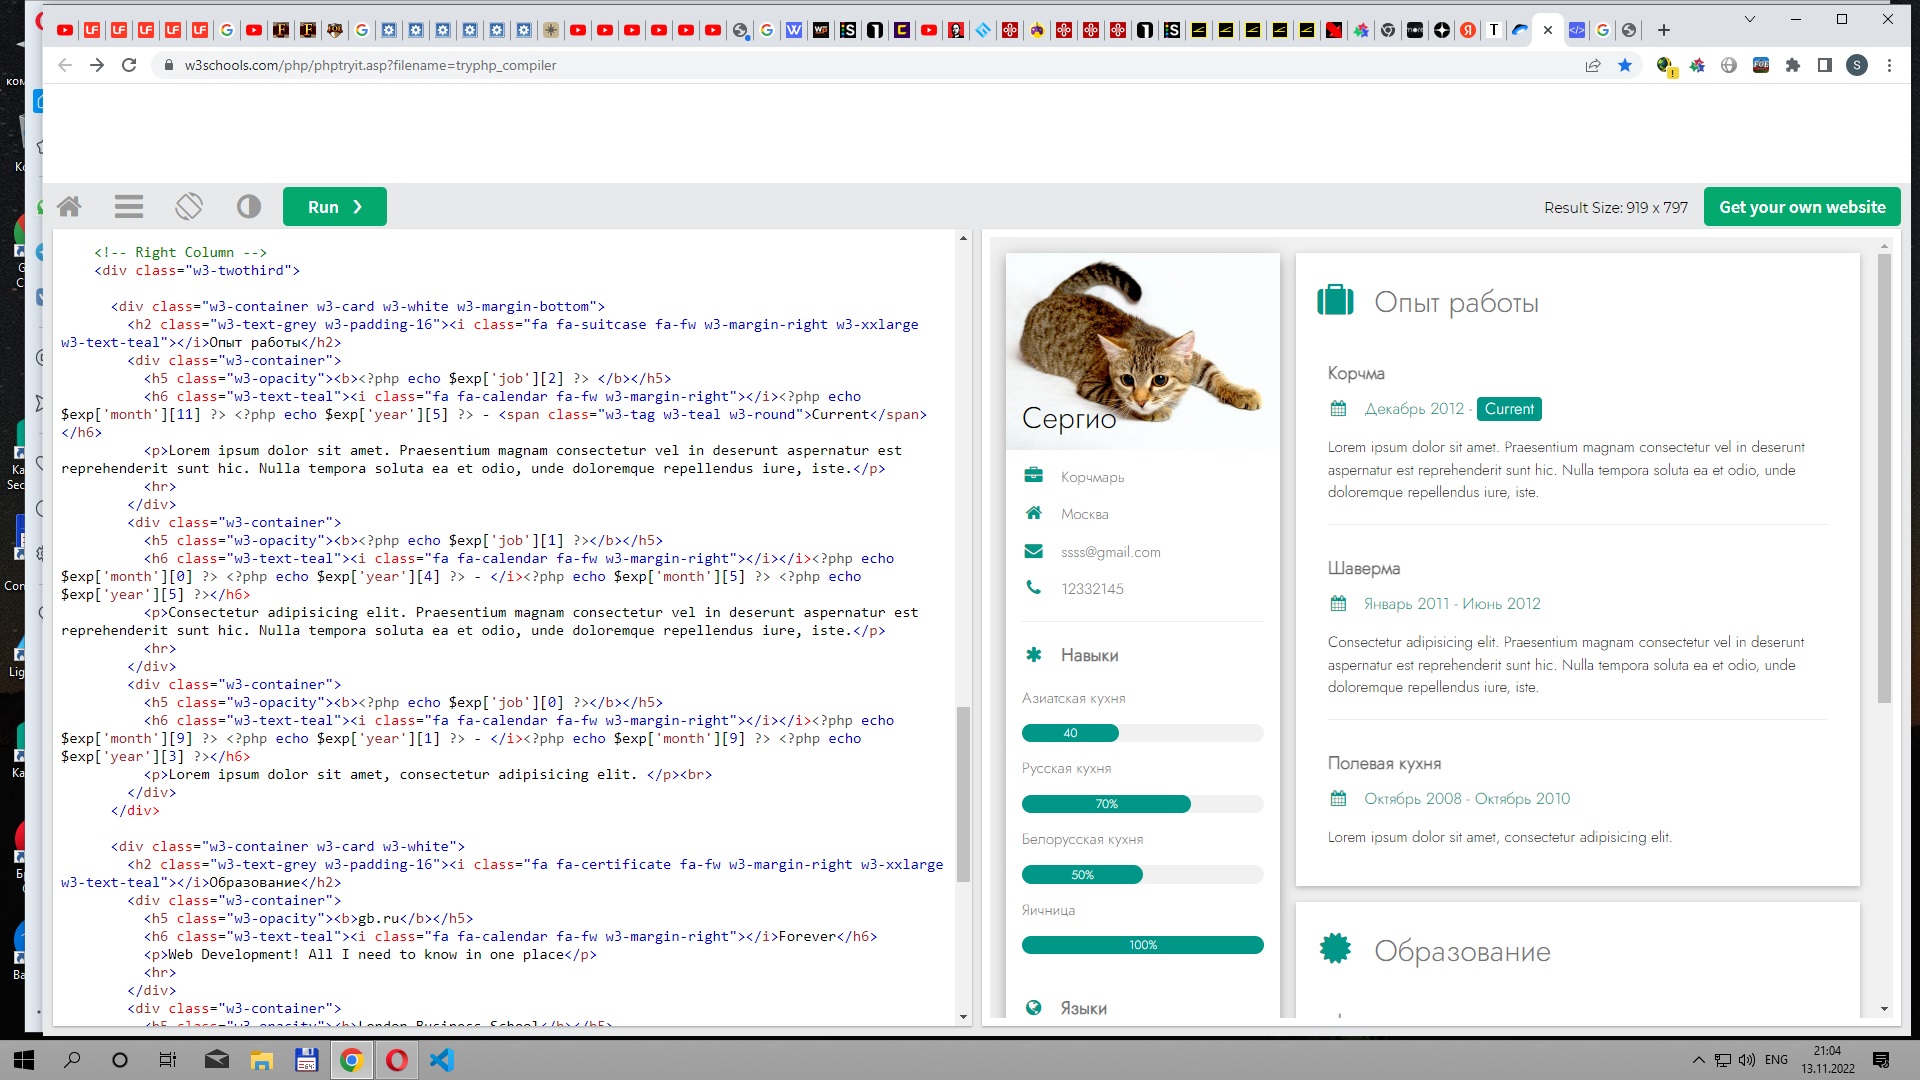 w3schools.com/php/phptryit.asp?filename=tryphp_compiler
Run ❯
Result Size: 919 x 797
Get your own website
<!-- Right Column -->
<div class="w3-twothird">
<div class="w3-container w3-card w3-white w3-margin-bottom">
<h2 class="w3-text-grey w3-padding-16"><i class="fa fa-suitcase fa-fw w3-margin-right w3-xxlarge
w3-text-teal"></i>Опыт работы</h2>
<div class="w3-container">
<h5 class="w3-opacity"><b><?php echo $exp['job'][2] ?> </b></h5>
<h6 class="w3-text-teal"><i class="fa fa-calendar fa-fw w3-margin-right"></i><?php echo
$exp['month'][11] ?> <?php echo $exp['year'][5] ?> - <span class="w3-tag w3-teal w3-round">Current</span>
</h6>
<p>Lorem ipsum dolor sit amet. Praesentium magnam consectetur vel in deserunt aspernatur est
reprehenderit sunt hic. Nulla tempora soluta ea et odio, unde doloremque repellendus iure, iste.</p>
<hr>
</div>
<div class="w3-container">
<h5 class="w3-opacity"><b><?php echo $exp['job'][1] ?></b></h5>
<h6 class="w3-text-teal"><i class="fa fa-calendar fa-fw w3-margin-right"></i></i><?php echo
$exp['month'][0] ?> <?php echo $exp['year'][4] ?> - </i><?php echo $exp['month'][5] ?> <?php echo
$exp['year'][5] ?></h6>
<p>Consectetur adipisicing elit. Praesentium magnam consectetur vel in deserunt aspernatur est
reprehenderit sunt hic. Nulla tempora soluta ea et odio, unde doloremque repellendus iure, iste.</p>
<hr>
</div>
<div class="w3-container">
<h5 class="w3-opacity"><b><?php echo $exp['job'][0] ?></b></h5>
<h6 class="w3-text-teal"><i class="fa fa-calendar fa-fw w3-margin-right"></i></i><?php echo
$exp['month'][9] ?> <?php echo $exp['year'][1] ?> - </i><?php echo $exp['month'][9] ?> <?php echo
$exp['year'][3] ?></h6>
<p>Lorem ipsum dolor sit amet, consectetur adipisicing elit. </p><br>
</div>
</div>
<div class="w3-container w3-card w3-white">
<h2 class="w3-text-grey w3-padding-16"><i class="fa fa-certificate fa-fw w3-margin-right w3-xxlarge
w3-text-teal"></i>Образование</h2>
<div class="w3-container">
<h5 class="w3-opacity"><b>gb.ru</b></h5>
<h6 class="w3-text-teal"><i class="fa fa-calendar fa-fw w3-margin-right"></i>Forever</h6>
<p>Web Development! All I need to know in one place</p>
<hr>
</div>
<div class="w3-container">
<h5 class="w3-opacity"><b>London Business School</b></h5>
Сергио
Корчмарь
Москва
ssss@gmail.com
12332145
Навыки
Азиатская кухня
40
Русская кухня
70%
Белорусская кухня
50%
Яичница
100%
Языки
Опыт работы
Корчма
Декабрь 2012 - Current
Lorem ipsum dolor sit amet. Praesentium magnam consectetur vel in deserunt
aspernatur est reprehenderit sunt hic. Nulla tempora soluta ea et odio, unde
doloremque repellendus iure, iste.
Шаверма
Январь 2011 - Июнь 2012
Consectetur adipisicing elit. Praesentium magnam consectetur vel in deserunt
aspernatur est reprehenderit sunt hic. Nulla tempora soluta ea et odio, unde
doloremque repellendus iure, iste.
Полевая кухня
Октябрь 2008 - Октябрь 2010
Lorem ipsum dolor sit amet, consectetur adipisicing elit.
Образование
ENG
21:04
13.11.2022